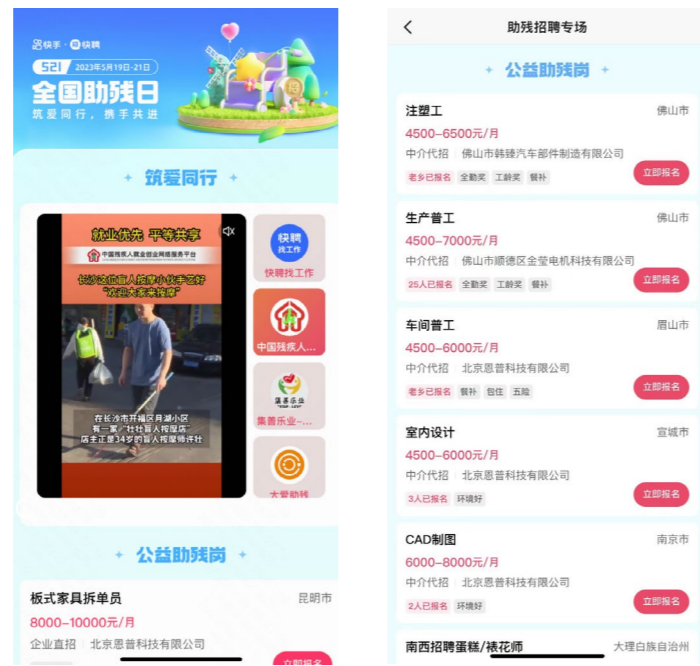 快手 · 快聘
521 2023年5月19日-21日
全国助残日
筑爱同行，携手共进
筑爱同行
就业优先 平等共享
中国残疾人就业创业网络服务平台
长沙这位盲人按摩小伙手艺好
“欢迎大家来按摩”
在长沙市开福区月湖小区
有一家“牡牡盲人按摩店”
店主正是34岁的盲人按摩师许牡
快聘
找工作
快聘找工作
中国残疾人...
集善乐业
集善乐业-...
大爱助残
公益助残岗
板式家具拆单员
昆明市
8000-10000元/月
企业直招 北京恩普科技有限公司
立即报名
助残招聘专场
公益助残岗
注塑工
佛山市
4500-6500元/月
中介代招 佛山市韩臻汽车部件制造有限公司
老乡已报名 全勤奖 工龄奖 餐补
立即报名
生产普工
佛山市
4500-7000元/月
中介代招 佛山市顺德区金莹电机科技有限公司
25人已报名 全勤奖 工龄奖 餐补
立即报名
车间普工
眉山市
4500-6000元/月
中介代招 北京恩普科技有限公司
老乡已报名 餐补 包住 五险
立即报名
室内设计
宣城市
4500-6000元/月
中介代招 北京恩普科技有限公司
3人已报名 环境好
立即报名
CAD制图
南京市
6000-8000元/月
中介代招 北京恩普科技有限公司
2人已报名 环境好
立即报名
南西招聘蛋糕/裱花师
大理白族自治州